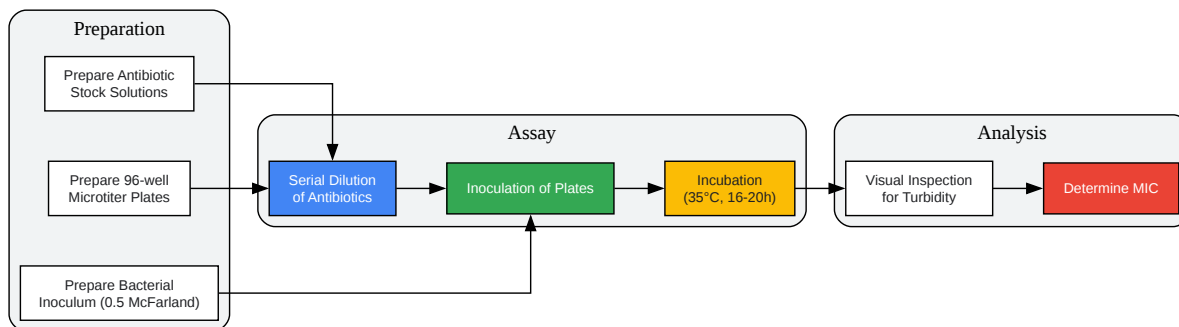 Preparation
Prepare Antibiotic
Stock Solutions
Prepare 96-well
Microtiter Plates
Prepare Bacterial
Inoculum (0.5 McFarland)
Assay
Serial Dilution
of Antibiotics
Inoculation of Plates
Incubation
(35°C, 16-20h)
Analysis
Visual Inspection
for Turbidity
Determine MIC